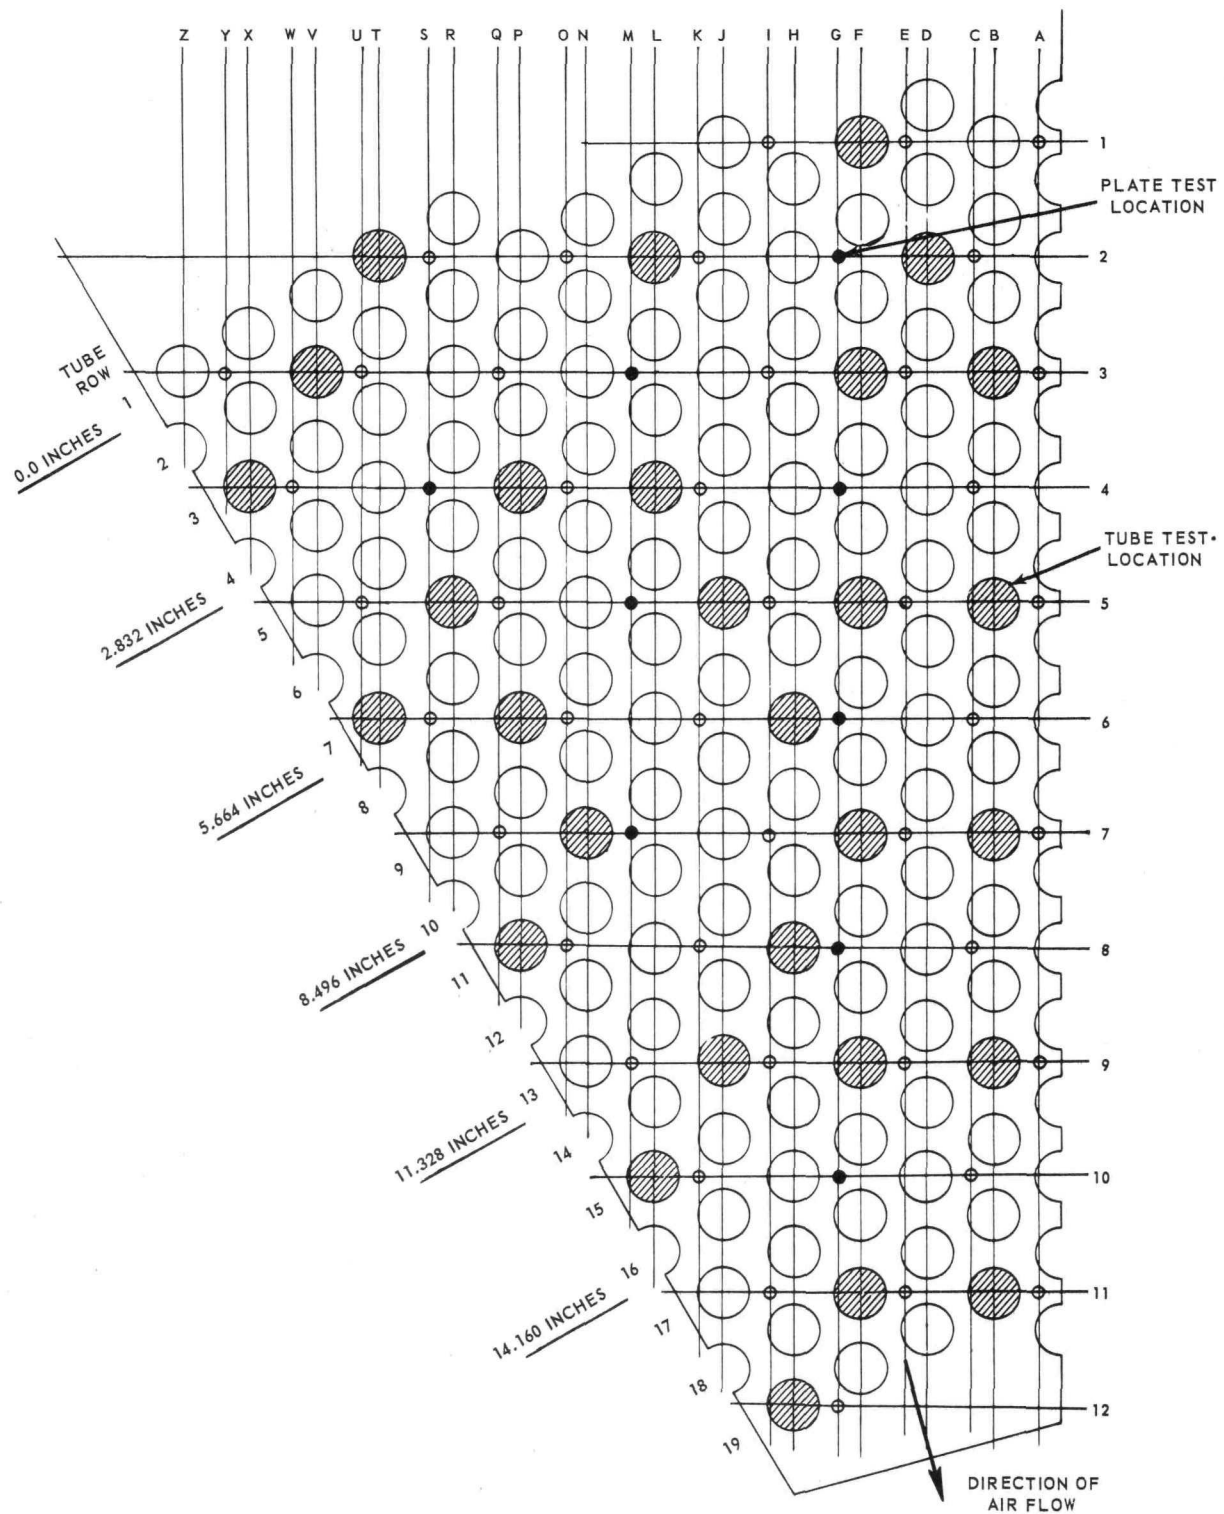 Z Y X W V U T S R Q P O N M L K J I H G F E D C B A
1
PLATE TEST
LOCATION
2
TUBE
ROW
3
1
0.0 INCHES
2
4
3
TUBE TEST
LOCATION
4
5
2.832 INCHES
5
6
6
7
5.664 INCHES
8
7
9
10
8
8.496 INCHES
11
12
9
13
11.328 INCHES
14
10
15
16
11
14.160 INCHES
17
18
12
19
DIRECTION OF
AIR FLOW